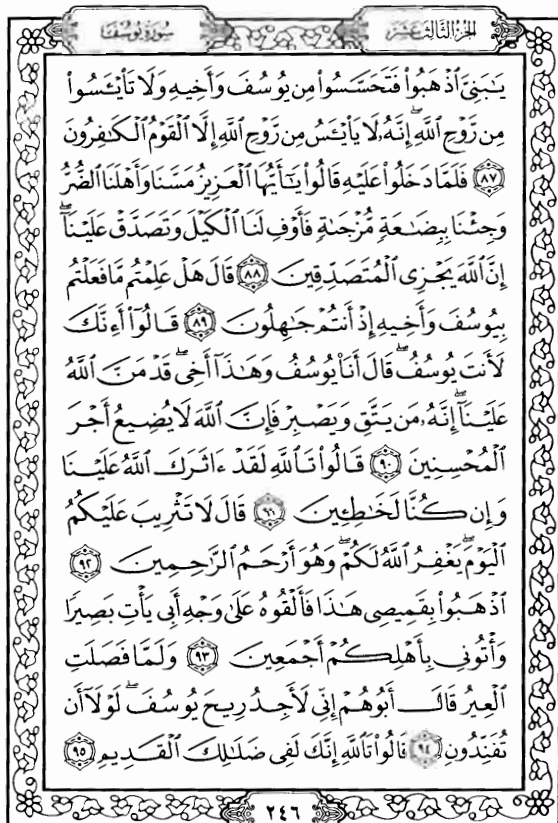 سورة يوسف الجزء الثالث عشر
يَـٰبَنِىَّ ٱذْهَبُوا۟ فَتَحَسَّسُوا۟ مِن يُوسُفَ وَأَخِيهِ وَلَا تَا۟يْـَٔسُوا۟
مِن رَّوْحِ ٱللَّهِ ۖ إِنَّهُۥ لَا يَا۟يْـَٔسُ مِن رَّوْحِ ٱللَّهِ إِلَّا ٱلْقَوْمُ ٱلْكَـٰفِرُونَ
٨٧ فَلَمَّا دَخَلُوا۟ عَلَيْهِ قَالُوا۟ يَـٰٓأَيُّهَا ٱلْعَزِيزُ مَسَّنَا وَأَهْلَنَا ٱلضُّرُّ
وَجِئْنَا بِبِضَـٰعَةٍ مُّزْجَىٰةٍ فَأَوْفِ لَنَا ٱلْكَيْلَ وَتَصَدَّقْ عَلَيْنَآ ۖ
إِنَّ ٱللَّهَ يَجْزِى ٱلْمُتَصَدِّقِينَ ٨٨ قَالَ هَلْ عَلِمْتُم مَّا فَعَلْتُم
بِيُوسُفَ وَأَخِيهِ إِذْ أَنتُمْ جَـٰهِلُونَ ٨٩ قَالُوٓا۟ أَءِنَّكَ
لَأَنتَ يُوسُفُ ۖ قَالَ أَنَا۠ يُوسُفُ وَهَـٰذَآ أَخِى ۖ قَدْ مَنَّ ٱللَّهُ
عَلَيْنَآ ۖ إِنَّهُۥ مَن يَتَّقِ وَيَصْبِرْ فَإِنَّ ٱللَّهَ لَا يُضِيعُ أَجْرَ
ٱلْمُحْسِنِينَ ٩٠ قَالُوا۟ تَٱللَّهِ لَقَدْ ءَاثَرَكَ ٱللَّهُ عَلَيْنَا
وَإِن كُنَّا لَخَـٰطِـِٔينَ ٩١ قَالَ لَا تَثْرِيبَ عَلَيْكُمُ
ٱلْيَوْمَ ۖ يَغْفِرُ ٱللَّهُ لَكُمْ ۖ وَهُوَ أَرْحَمُ ٱلرَّٰحِمِينَ ٩٢
ٱذْهَبُوا۟ بِقَمِيصِى هَـٰذَا فَأَلْقُوهُ عَلَىٰ وَجْهِ أَبِى يَأْتِ بَصِيرًا
وَأْتُونِى بِأَهْلِكُمْ أَجْمَعِينَ ٩٣ وَلَمَّا فَصَلَتِ
ٱلْعِيرُ قَالَ أَبُوهُمْ إِنِّى لَأَجِدُ رِيحَ يُوسُفَ ۖ لَوْلَآ أَن
تُفَنِّدُونِ ٩٤ قَالُوا۟ تَٱللَّهِ إِنَّكَ لَفِى ضَلَـٰلِكَ ٱلْقَدِيمِ ٩٥
٢٤٦